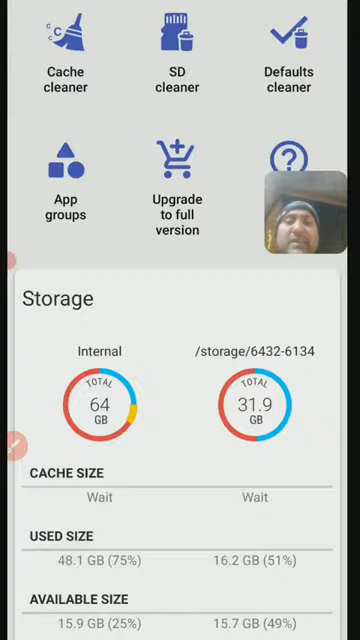 Cache
cleaner
SD
cleaner
Defaults
cleaner
App
groups
Upgrade
to full
version
Storage
Internal
/storage/6432-6134
TOTAL
64
GB
TOTAL
31.9
GB
CACHE SIZE
Wait
Wait
USED SIZE
48.1 GB (75%)
16.2 GB (51%)
AVAILABLE SIZE
15.9 GB (25%)
15.7 GB (49%)